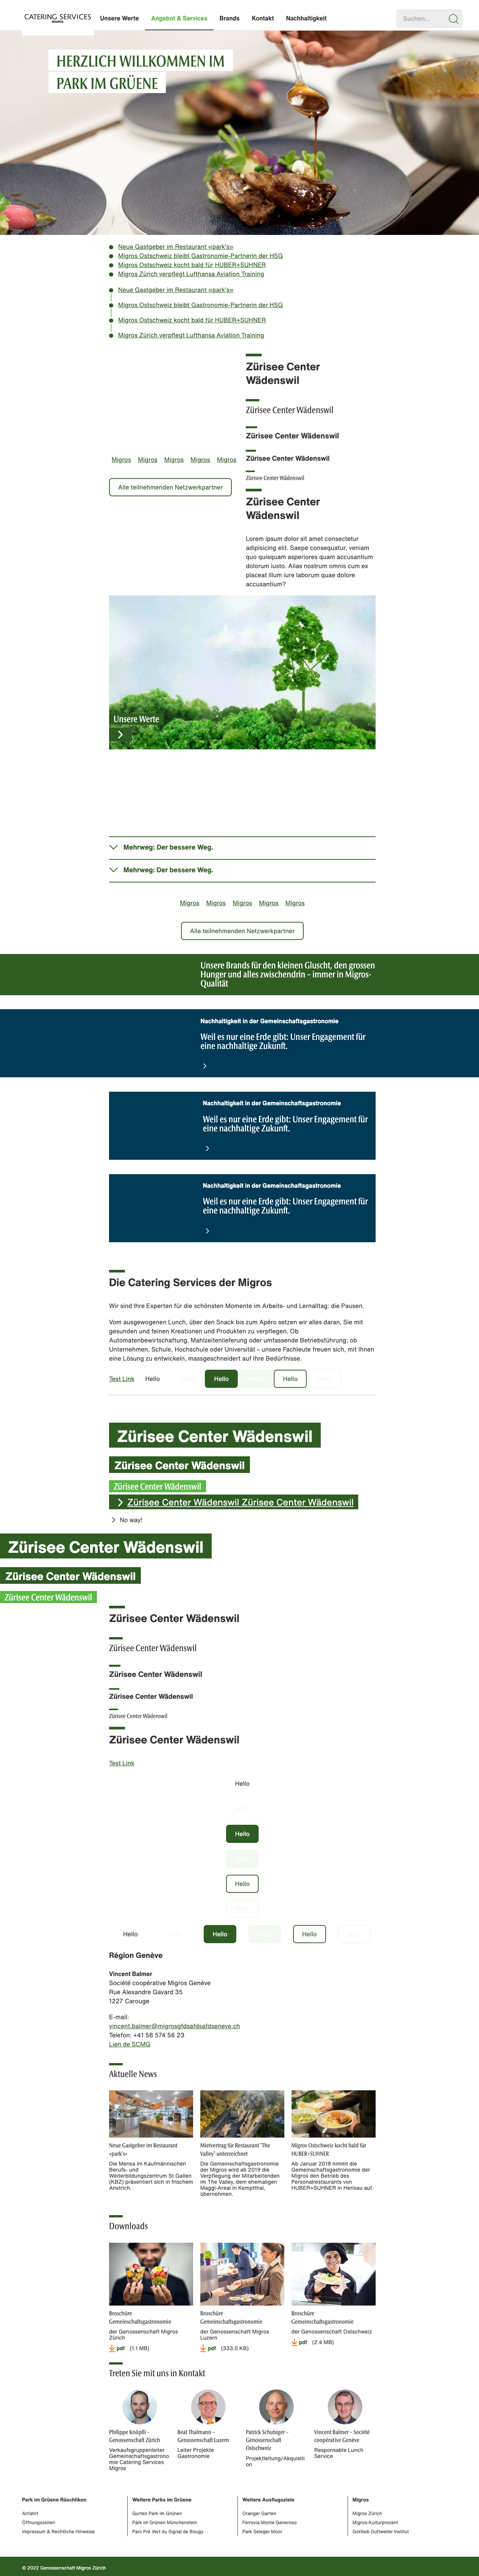 CATERING SERVICES
MIGROS
Unsere Werte
Angebot & Services
Brands
Kontakt
Nachhaltigkeit
Suchen...
HERZLICH WILLKOMMEN IM
PARK IM GRÜENE
Neue Gastgeber im Restaurant «park's»
Migros Ostschweiz bleibt Gastronomie-Partnerin der HSG
Migros Ostschweiz kocht bald für HUBER+SUHNER
Migros Zürich verpflegt Lufthansa Aviation Training
Neue Gastgeber im Restaurant «park's»
Migros Ostschweiz bleibt Gastronomie-Partnerin der HSG
Migros Ostschweiz kocht bald für HUBER+SUHNER
Migros Zürich verpflegt Lufthansa Aviation Training
Migros Migros Migros Migros Migros
Alle teilnehmenden Netzwerkpartner
Zürisee Center
Wädenswil
Zürisee Center Wädenswil
Zürisee Center Wädenswil
Zürisee Center Wädenswil
Zürisee Center Wädenswil
Zürisee Center
Wädenswil
Lorem ipsum dolor sit amet consectetur
adipisicing elit. Saepe consequatur, veniam
quo quisquam asperiores quam accusantium
dolorum iusto. Alias nostrum omnis cum ex
placeat illum iure laborum quae dolore
accusantium?
Unsere Werte
Mehrweg: Der bessere Weg.
Mehrweg: Der bessere Weg.
Migros Migros Migros Migros Migros
Alle teilnehmenden Netzwerkpartner
Unsere Brands für den kleinen Gluscht, den grossen
Hunger und alles zwischendrin – immer in Migros-
Qualität
Nachhaltigkeit in der Gemeinschaftsgastronomie
Weil es nur eine Erde gibt: Unser Engagement für
eine nachhaltige Zukunft.
Nachhaltigkeit in der Gemeinschaftsgastronomie
Weil es nur eine Erde gibt: Unser Engagement für
eine nachhaltige Zukunft.
Nachhaltigkeit in der Gemeinschaftsgastronomie
Weil es nur eine Erde gibt: Unser Engagement für
eine nachhaltige Zukunft.
Die Catering Services der Migros
Wir sind Ihre Experten für die schönsten Momente im Arbeits- und Lernalltag: die Pausen.
Vom ausgewogenen Lunch, über den Snack bis zum Apéro setzen wir alles daran, Sie mit
gesunden und feinen Kreationen und Produkten zu verpflegen. Ob
Automatenbewirtschaftung, Mahlzeitenlieferung oder umfassende Betriebsführung; ob
Unternehmen, Schule, Hochschule oder Universität – unsere Fachleute freuen sich, mit Ihnen
eine Lösung zu entwickeln, massgeschneidert auf Ihre Bedürfnisse.
Test Link Hello Hello Hello
Zürisee Center Wädenswil
Zürisee Center Wädenswil
Zürisee Center Wädenswil
Zürisee Center Wädenswil Zürisee Center Wädenswil
No way!
Zürisee Center Wädenswil
Zürisee Center Wädenswil
Zürisee Center Wädenswil
Zürisee Center Wädenswil
Zürisee Center Wädenswil
Zürisee Center Wädenswil
Zürisee Center Wädenswil
Zürisee Center Wädenswil
Zürisee Center Wädenswil
Test Link
Hello
Hello
Hello
Hello Hello Hello
Région Genève
Vincent Balmer
Société coopérative Migros Genève
Rue Alexandre Gavard 35
1227 Carouge
E-mail:
vincent.balmer@migrosgfdsafdsafdseneve.ch
Telefon: +41 58 574 56 23
Lien de SCMG
Aktuelle News
Neue Gastgeber im Restaurant
«park's»
Die Mensa im Kaufmännischen
Berufs- und
Weiterbildungszentrum St.Gallen
(KBZ) präsentiert sich in frischem
Anstrich.
Mietvertrag für Restaurant "The
Valley" unterzeichnet
Die Gemeinschaftsgastronomie
der Migros wird ab 2019 die
Verpflegung der Mitarbeitenden
im The Valley, dem ehemaligen
Maggi-Areal in Kemptthal,
übernehmen.
Migros Ostschweiz kocht bald für
HUBER+SUHNER
Ab Januar 2019 nimmt die
Gemeinschaftsgastronomie der
Migros den Betrieb des
Personalrestaurants von
HUBER+SUHNER in Herisau auf.
Downloads
Broschüre
Gemeinschaftsgastronomie
der Genossenschaft Migros
Zürich
pdf (1.1 MB)
Broschüre
Gemeinschaftsgastronomie
der Genossenschaft Migros
Luzern
pdf (333.0 KB)
Broschüre
Gemeinschaftsgastronomie
der Genossenschaft Ostschweiz
pdf (2.4 MB)
Treten Sie mit uns in Kontakt
Philippe Knöpfli –
Genossenschaft Zürich
Verkaufsgruppenleiter
Gemeinschaftsgastrono
mie Catering Services
Migros
Beat Thalmann –
Genossenschaft Luzern
Leiter Projekte
Gastronomie
Patrick Schubiger –
Genossenschaft
Ostschweiz
Projektleitung/Akquisiti
on
Vincent Balmer – Société
coopérative Genève
Responsable Lunch
Service
Park im Grüene Rüschlikon
Anfahrt
Öffnungszeiten
Impressum & Rechtliche Hinweise
Weitere Parks im Grüene
Gurten Park im Grünen
Park im Grünen Münchenstein
Parc Pré Vert du Signal de Bougy
Weitere Ausflugsziele
Oranger Garten
Ferrovia Monte Generoso
Park Seleger Moor
Migros
Migros Zürich
Migros-Kulturprozent
Gottlieb Duttweiler Institut
© 2022 Genossenschaft Migros Zürich